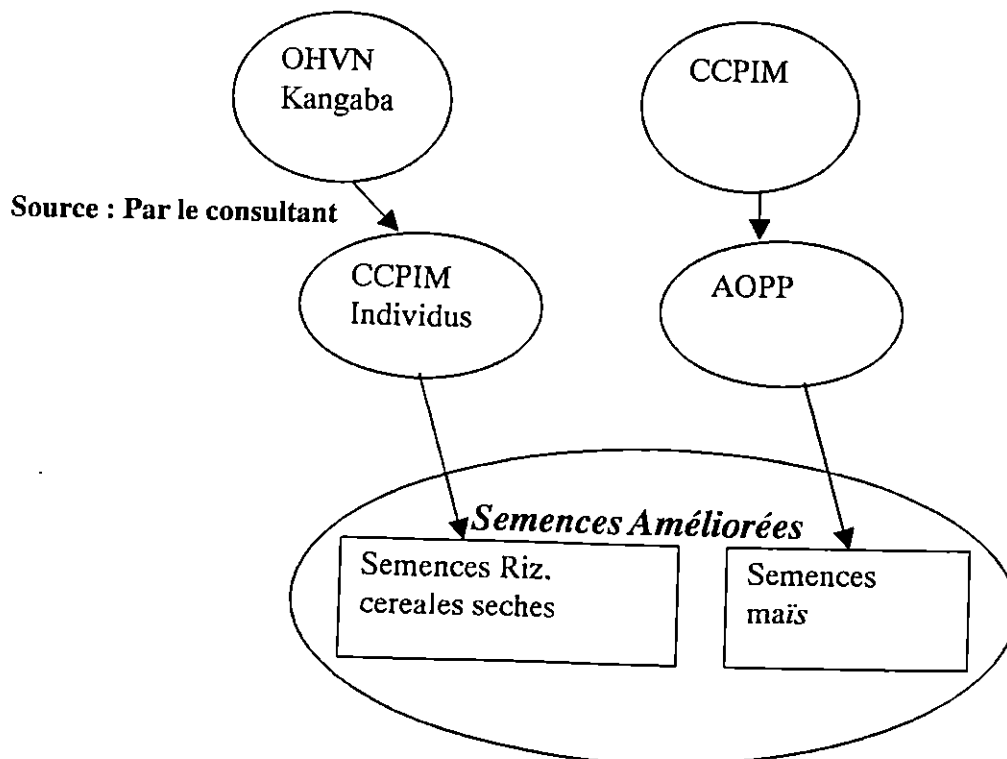 OHVN
Kangaba
CCPIM
Source : Par le consultant
CCPIM
Individus
AOPP
Semences Améliorées
Semences Riz.
cereales seches
Semences
maïs